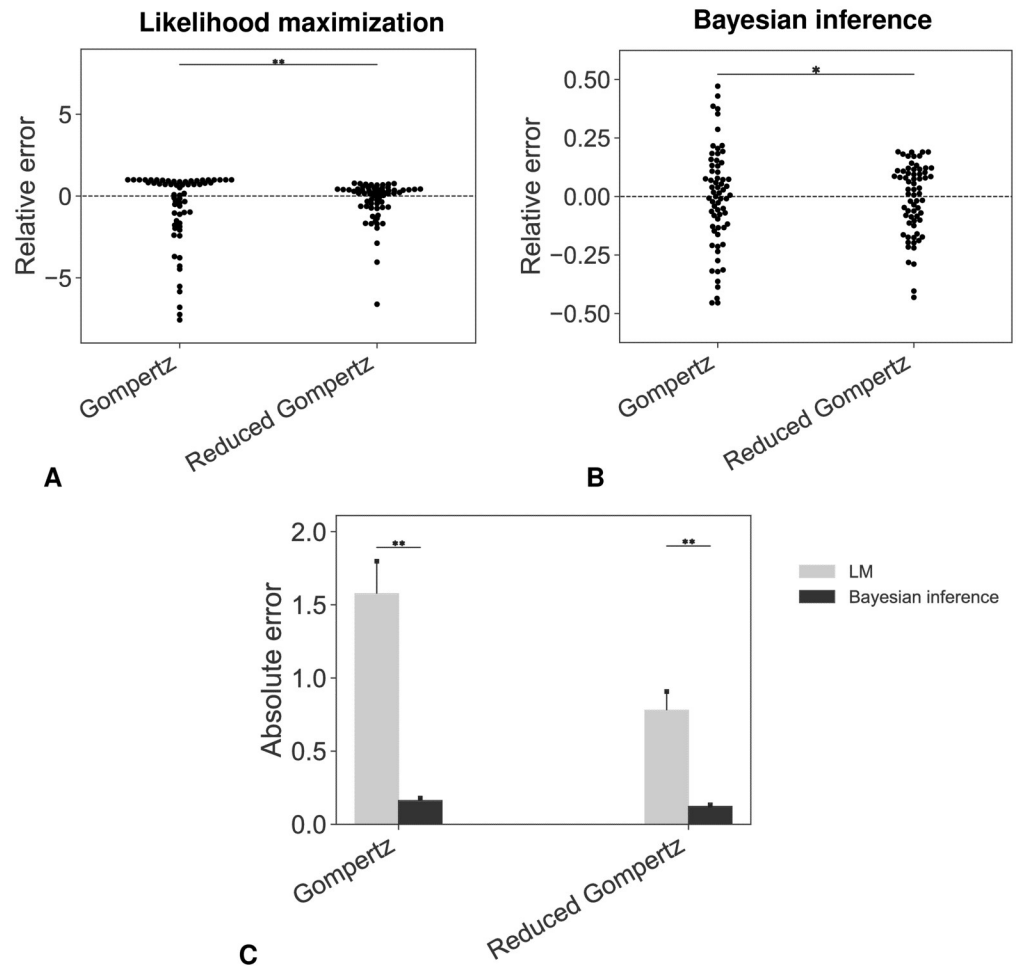 Likelihood maximization
Bayesian inference
**
*
Relative error
5
0
−5
Relative error
0.50
0.25
0.00
−0.25
−0.50
Gompertz
Reduced Gompertz
Gompertz
Reduced Gompertz
A
B
Absolute error
2.0
1.5
1.0
0.5
0.0
**
**
LM
Bayesian inference
Gompertz
Reduced Gompertz
C